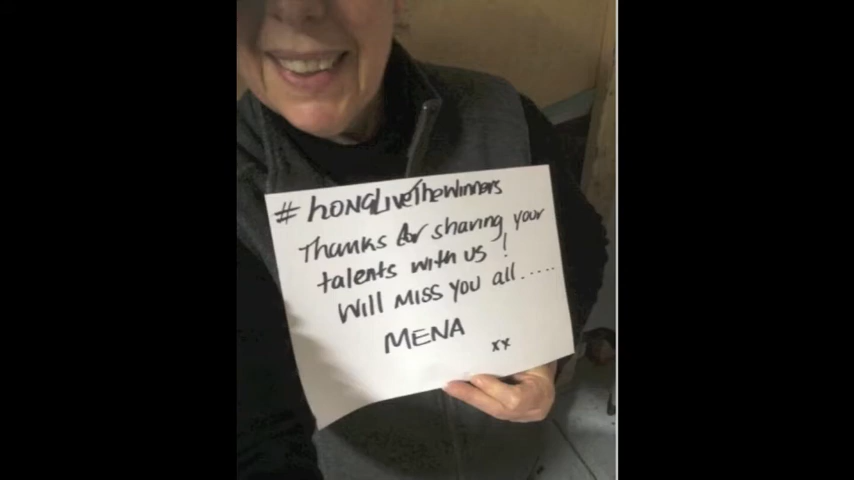 #LONGLIVETheWinners
Thanks for sharing your
talents with us!
Will MISS YOU all.....
MENA
xx